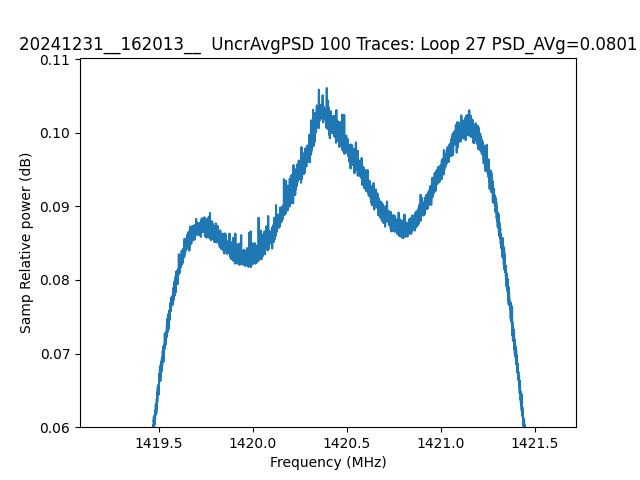 20241231__162013__  UncrAvgPSD 100 Traces: Loop 27 PSD_AVg=0.0801
0.11
0.10
0.09
0.08
0.07
0.06
Samp Relative power (dB)
1419.5 1420.0 1420.5 1421.0 1421.5
Frequency (MHz)